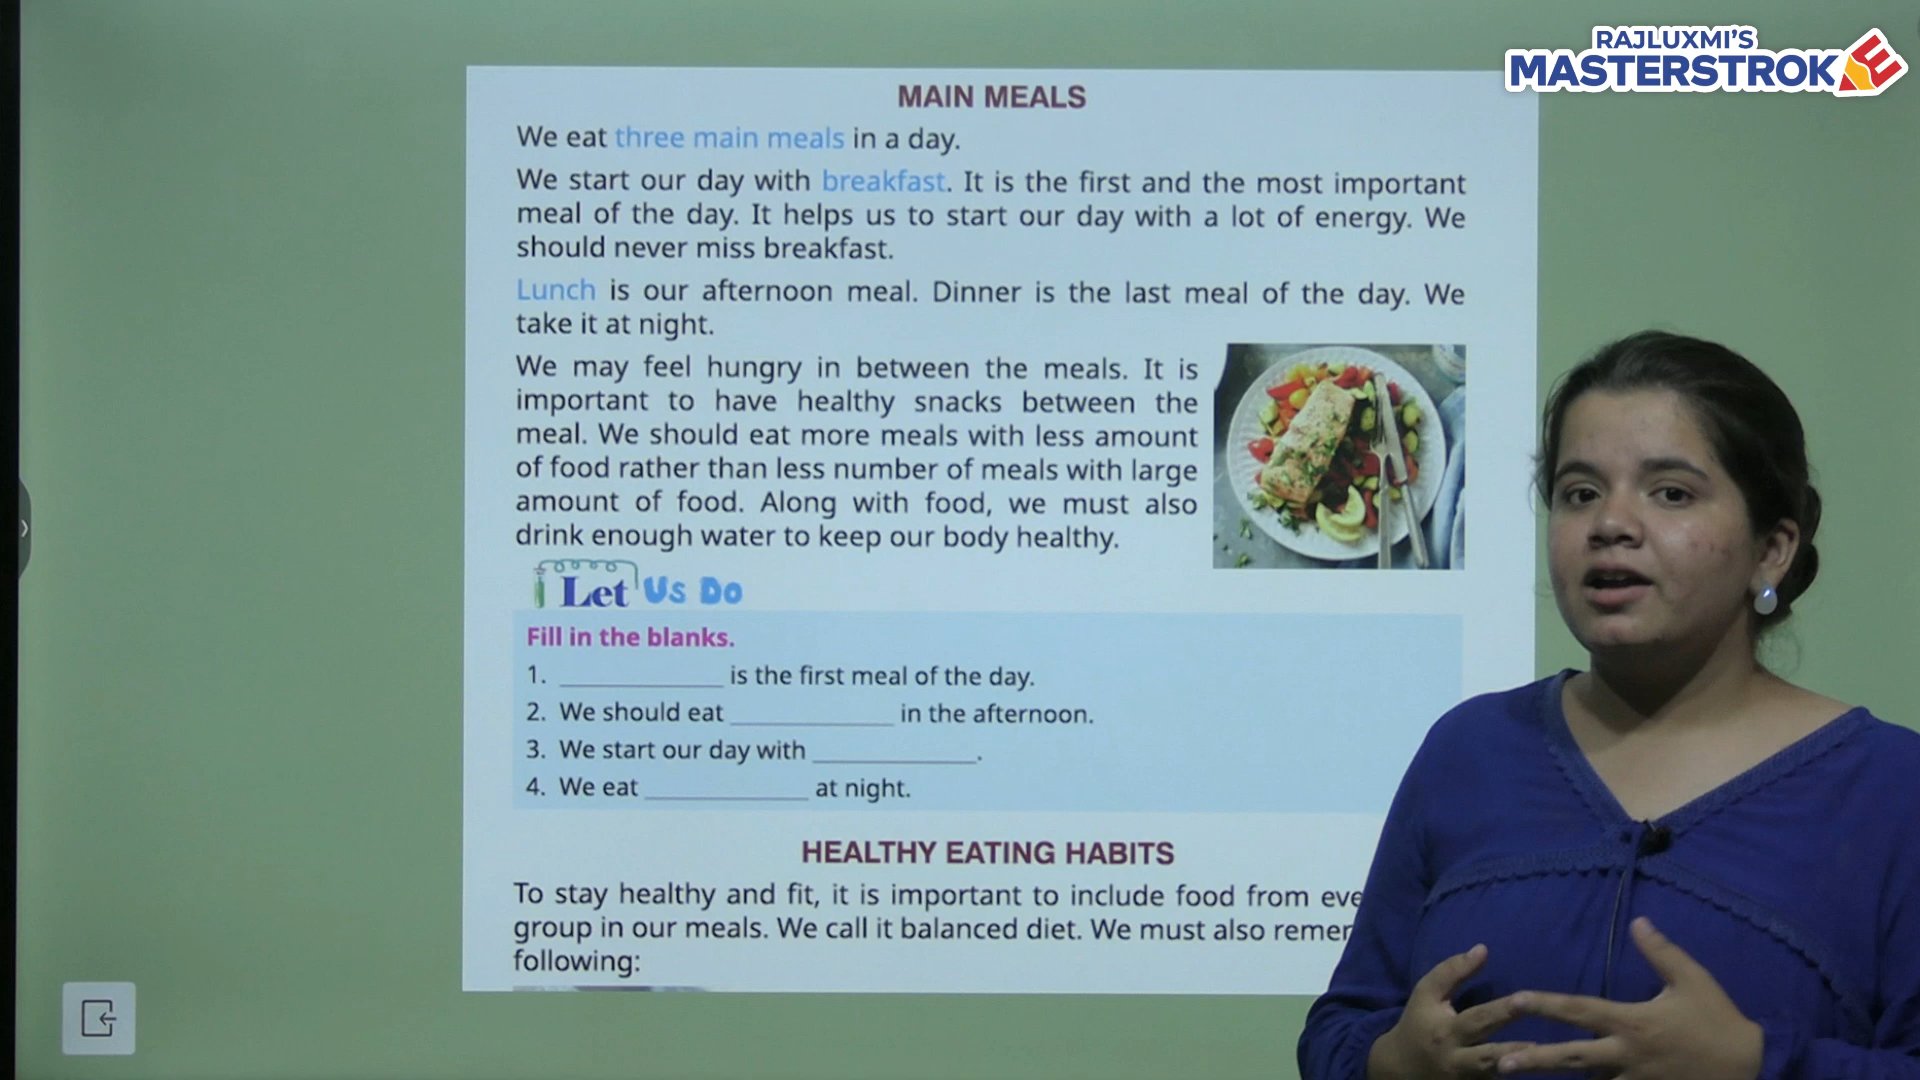 RAJLUXMI'S
MASTERSTROKE
MAIN MEALS
We eat three main meals in a day.
We start our day with breakfast. It is the first and the most important
meal of the day. It helps us to start our day with a lot of energy. We
should never miss breakfast.
Lunch is our afternoon meal. Dinner is the last meal of the day. We
take it at night.
We may feel hungry in between the meals. It is
important to have healthy snacks between the
meal. We should eat more meals with less amount
of food rather than less number of meals with large
amount of food. Along with food, we must also
drink enough water to keep our body healthy.
Let Us Do
Fill in the blanks.
1. ____________ is the first meal of the day.
2. We should eat ____________ in the afternoon.
3. We start our day with ____________.
4. We eat ____________ at night.
HEALTHY EATING HABITS
To stay healthy and fit, it is important to include food from
group in our meals. We call it balanced diet. We must also
following: